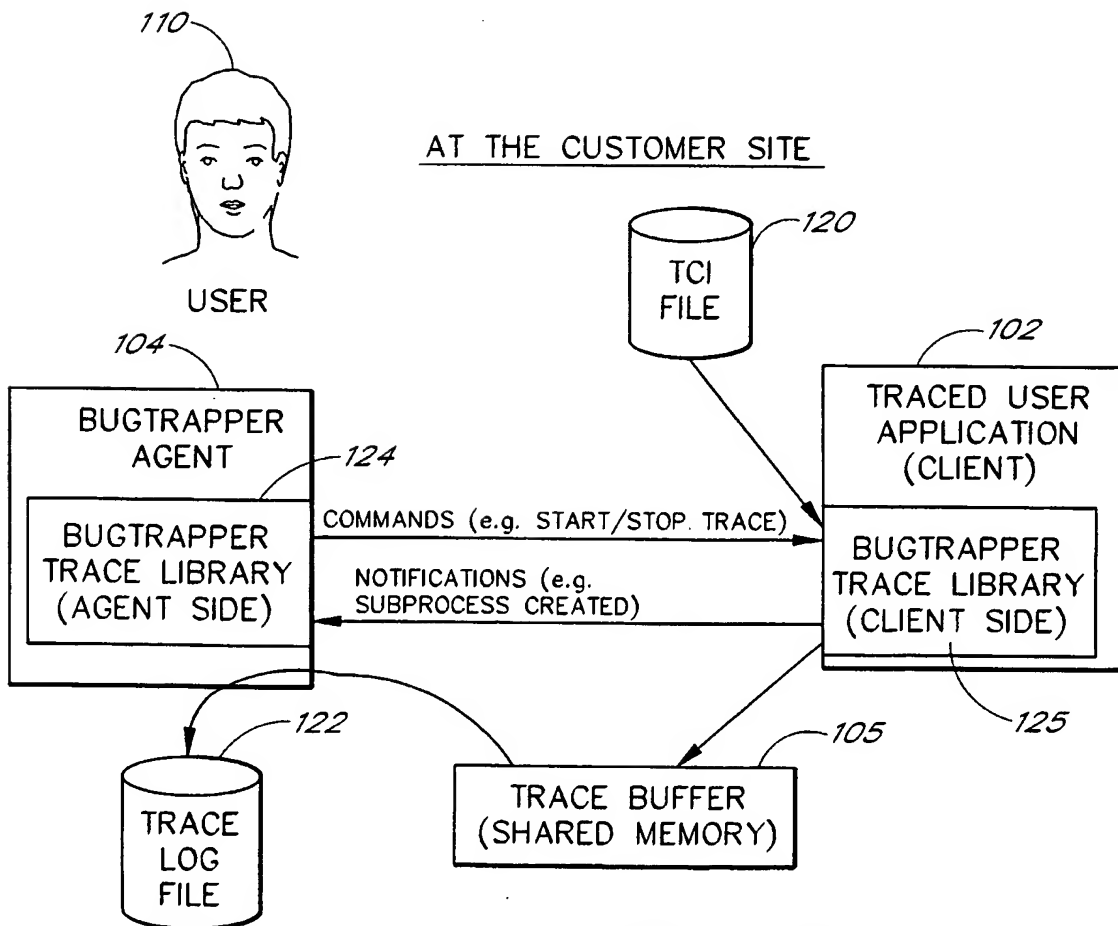 110
AT THE CUSTOMER SITE
USER
120
TCI
FILE
104
BUGTRAPPER
AGENT
124
BUGTRAPPER
TRACE LIBRARY
(AGENT SIDE)
COMMANDS (e.g. START/STOP. TRACE)
NOTIFICATIONS (e.g.
SUBPROCESS CREATED)
102
TRACED USER
APPLICATION
(CLIENT)
BUGTRAPPER
TRACE LIBRARY
(CLIENT SIDE)
125
122
TRACE
LOG
FILE
105
TRACE BUFFER
(SHARED MEMORY)